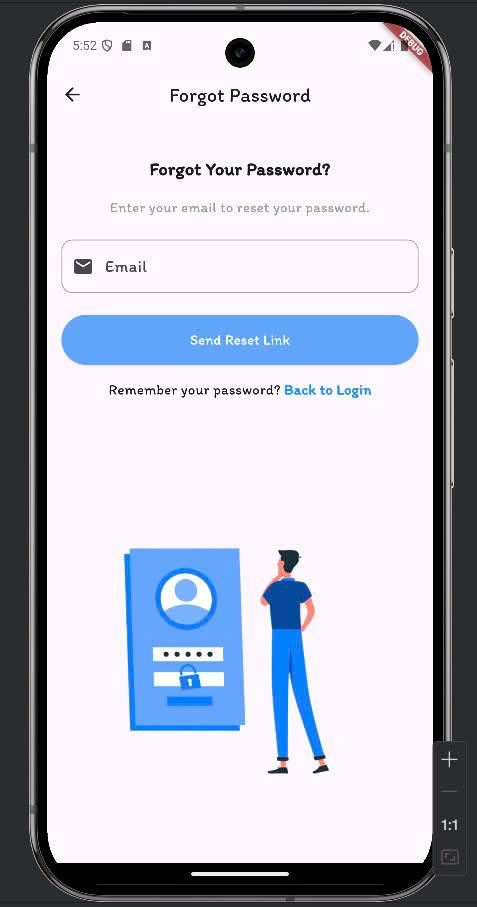 5:52
DEBUG
Forgot Password
Forgot Your Password?
Enter your email to reset your password.
Email
Send Reset Link
Remember your password? Back to Login
1:1